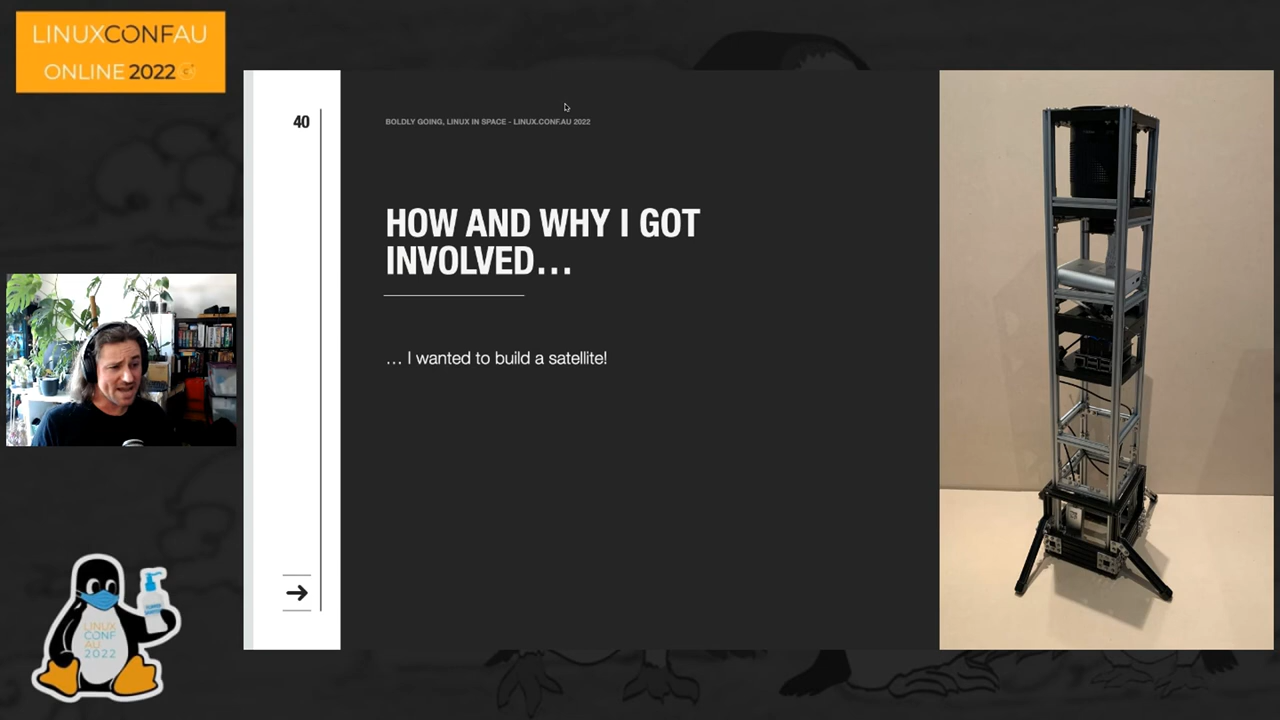 LINUXCONFAU
ONLINE 2022
40
BOLDLY GOING, LINUX IN SPACE - LINUX.CONF.AU 2022
HOW AND WHY I GOT
INVOLVED...
... I wanted to build a satellite!
LINUX
CONF
AU
2022